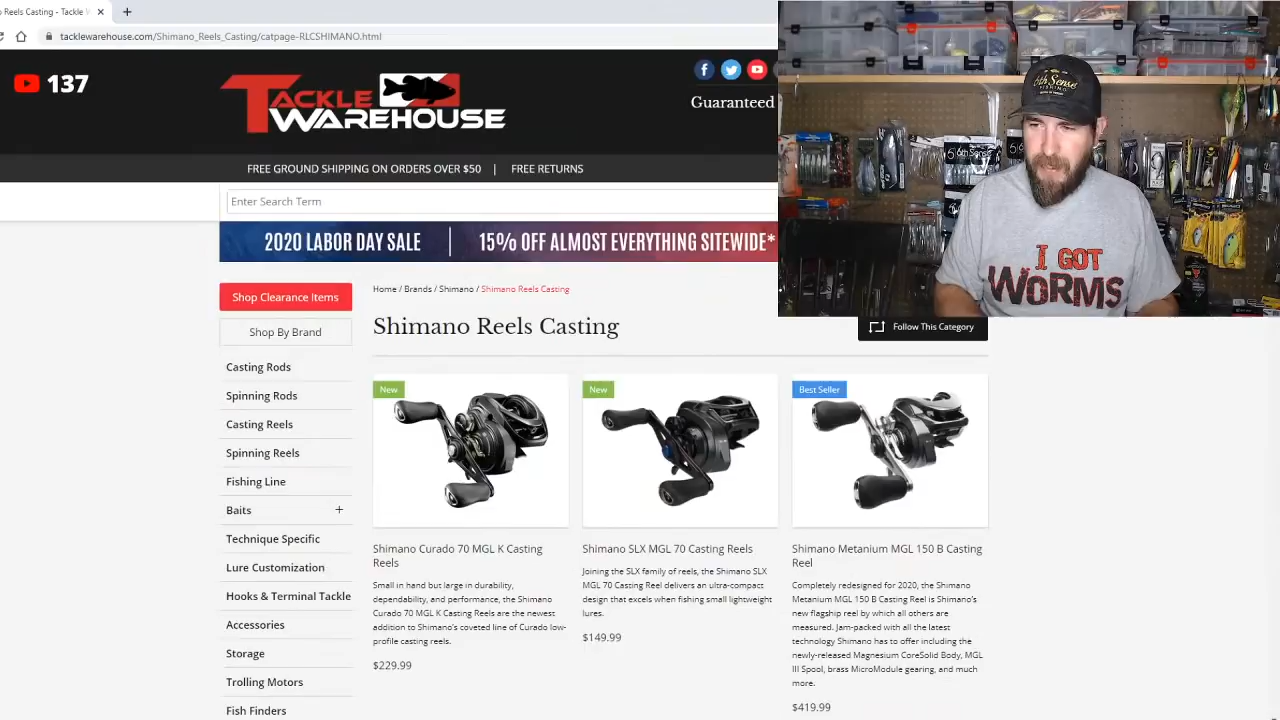 o Reels Casting - Tackle W
tacklewarehouse.com/Shimano_Reels_Casting/catpage-RLCSHIMANO.html
137
TACKLE
WAREHOUSE
Guaranteed
FREE GROUND SHIPPING ON ORDERS OVER $50 | FREE RETURNS
Enter Search Term
2020 LABOR DAY SALE | 15% OFF ALMOST EVERYTHING SITEWIDE*
6th Sense
FISHING
6th Sense
I GOT
WORMS
Shop Clearance Items
Shop By Brand
Casting Rods
Spinning Rods
Casting Reels
Spinning Reels
Fishing Line
Baits +
Technique Specific
Lure Customization
Hooks & Terminal Tackle
Accessories
Storage
Trolling Motors
Fish Finders
Home / Brands / Shimano / Shimano Reels Casting
Shimano Reels Casting
Follow This Category
New
Shimano Curado 70 MGL K Casting
Reels
Small in hand but large in durability,
dependability, and performance, the Shimano
Curado 70 MGL K Casting Reels are the newest
addition to Shimano's coveted line of Curado low-
profile casting reels.
$229.99
New
Shimano SLX MGL 70 Casting Reels
Joining the SLX family of reels, the Shimano SLX
MGL 70 Casting Reel delivers an ultra-compact
design that excels when fishing small lightweight
lures.
$149.99
Best Seller
Shimano Metanium MGL 150 B Casting
Reel
Completely redesigned for 2020, the Shimano
Metanium MGL 150 B Casting Reel is Shimano's
new flagship reel by which all others are
measured. Jam-packed with all the latest
technology Shimano has to offer including the
newly-released Magnesium CoreSolid Body, MGL
III Spool, brass MicroModule gearing, and much
more.
$419.99